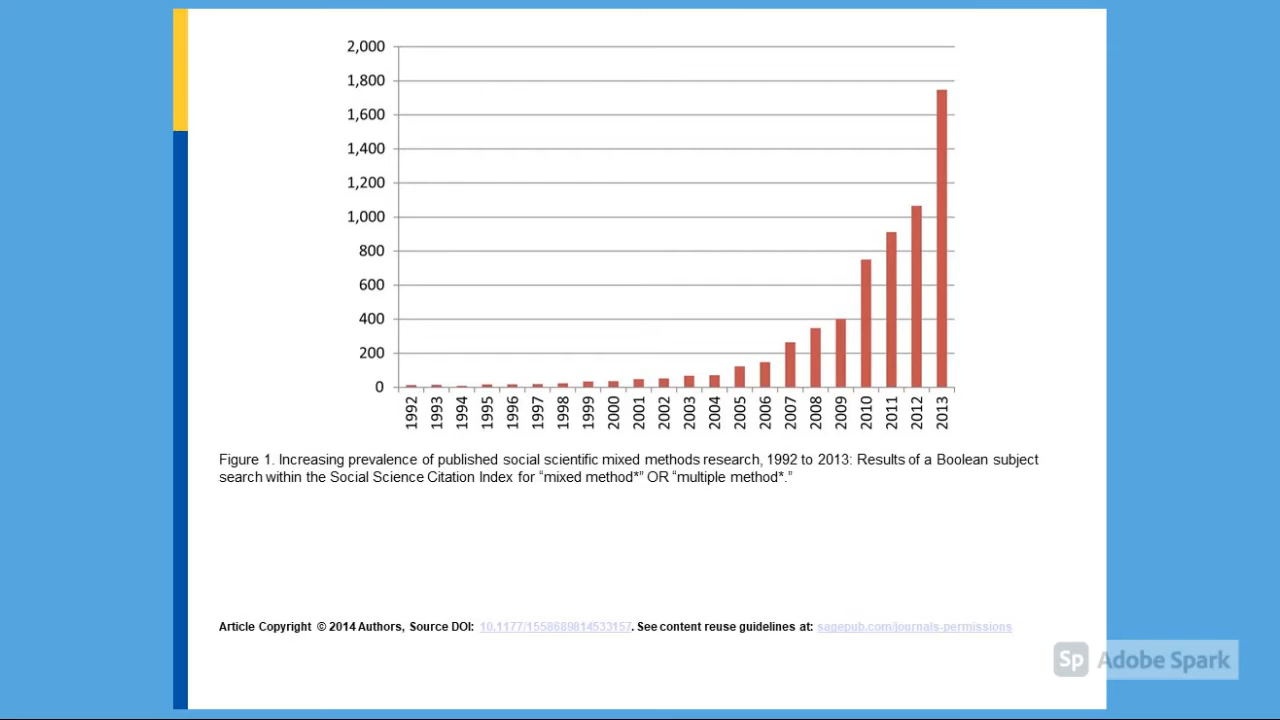 2,000
1,800
1,600
1,400
1,200
1,000
800
600
400
200
0
1992 1993 1994 1995 1996 1997 1998 1999 2000 2001 2002 2003 2004 2005 2006 2007 2008 2009 2010 2011 2012 2013
Figure 1. Increasing prevalence of published social scientific mixed methods research, 1992 to 2013: Results of a Boolean subject
search within the Social Science Citation Index for “mixed method*” OR “multiple method*.”
Article Copyright © 2014 Authors, Source DOI: 10.1177/1558689814533157. See content reuse guidelines at: sagepub.com/journals-permissions
Sp Adobe Spark